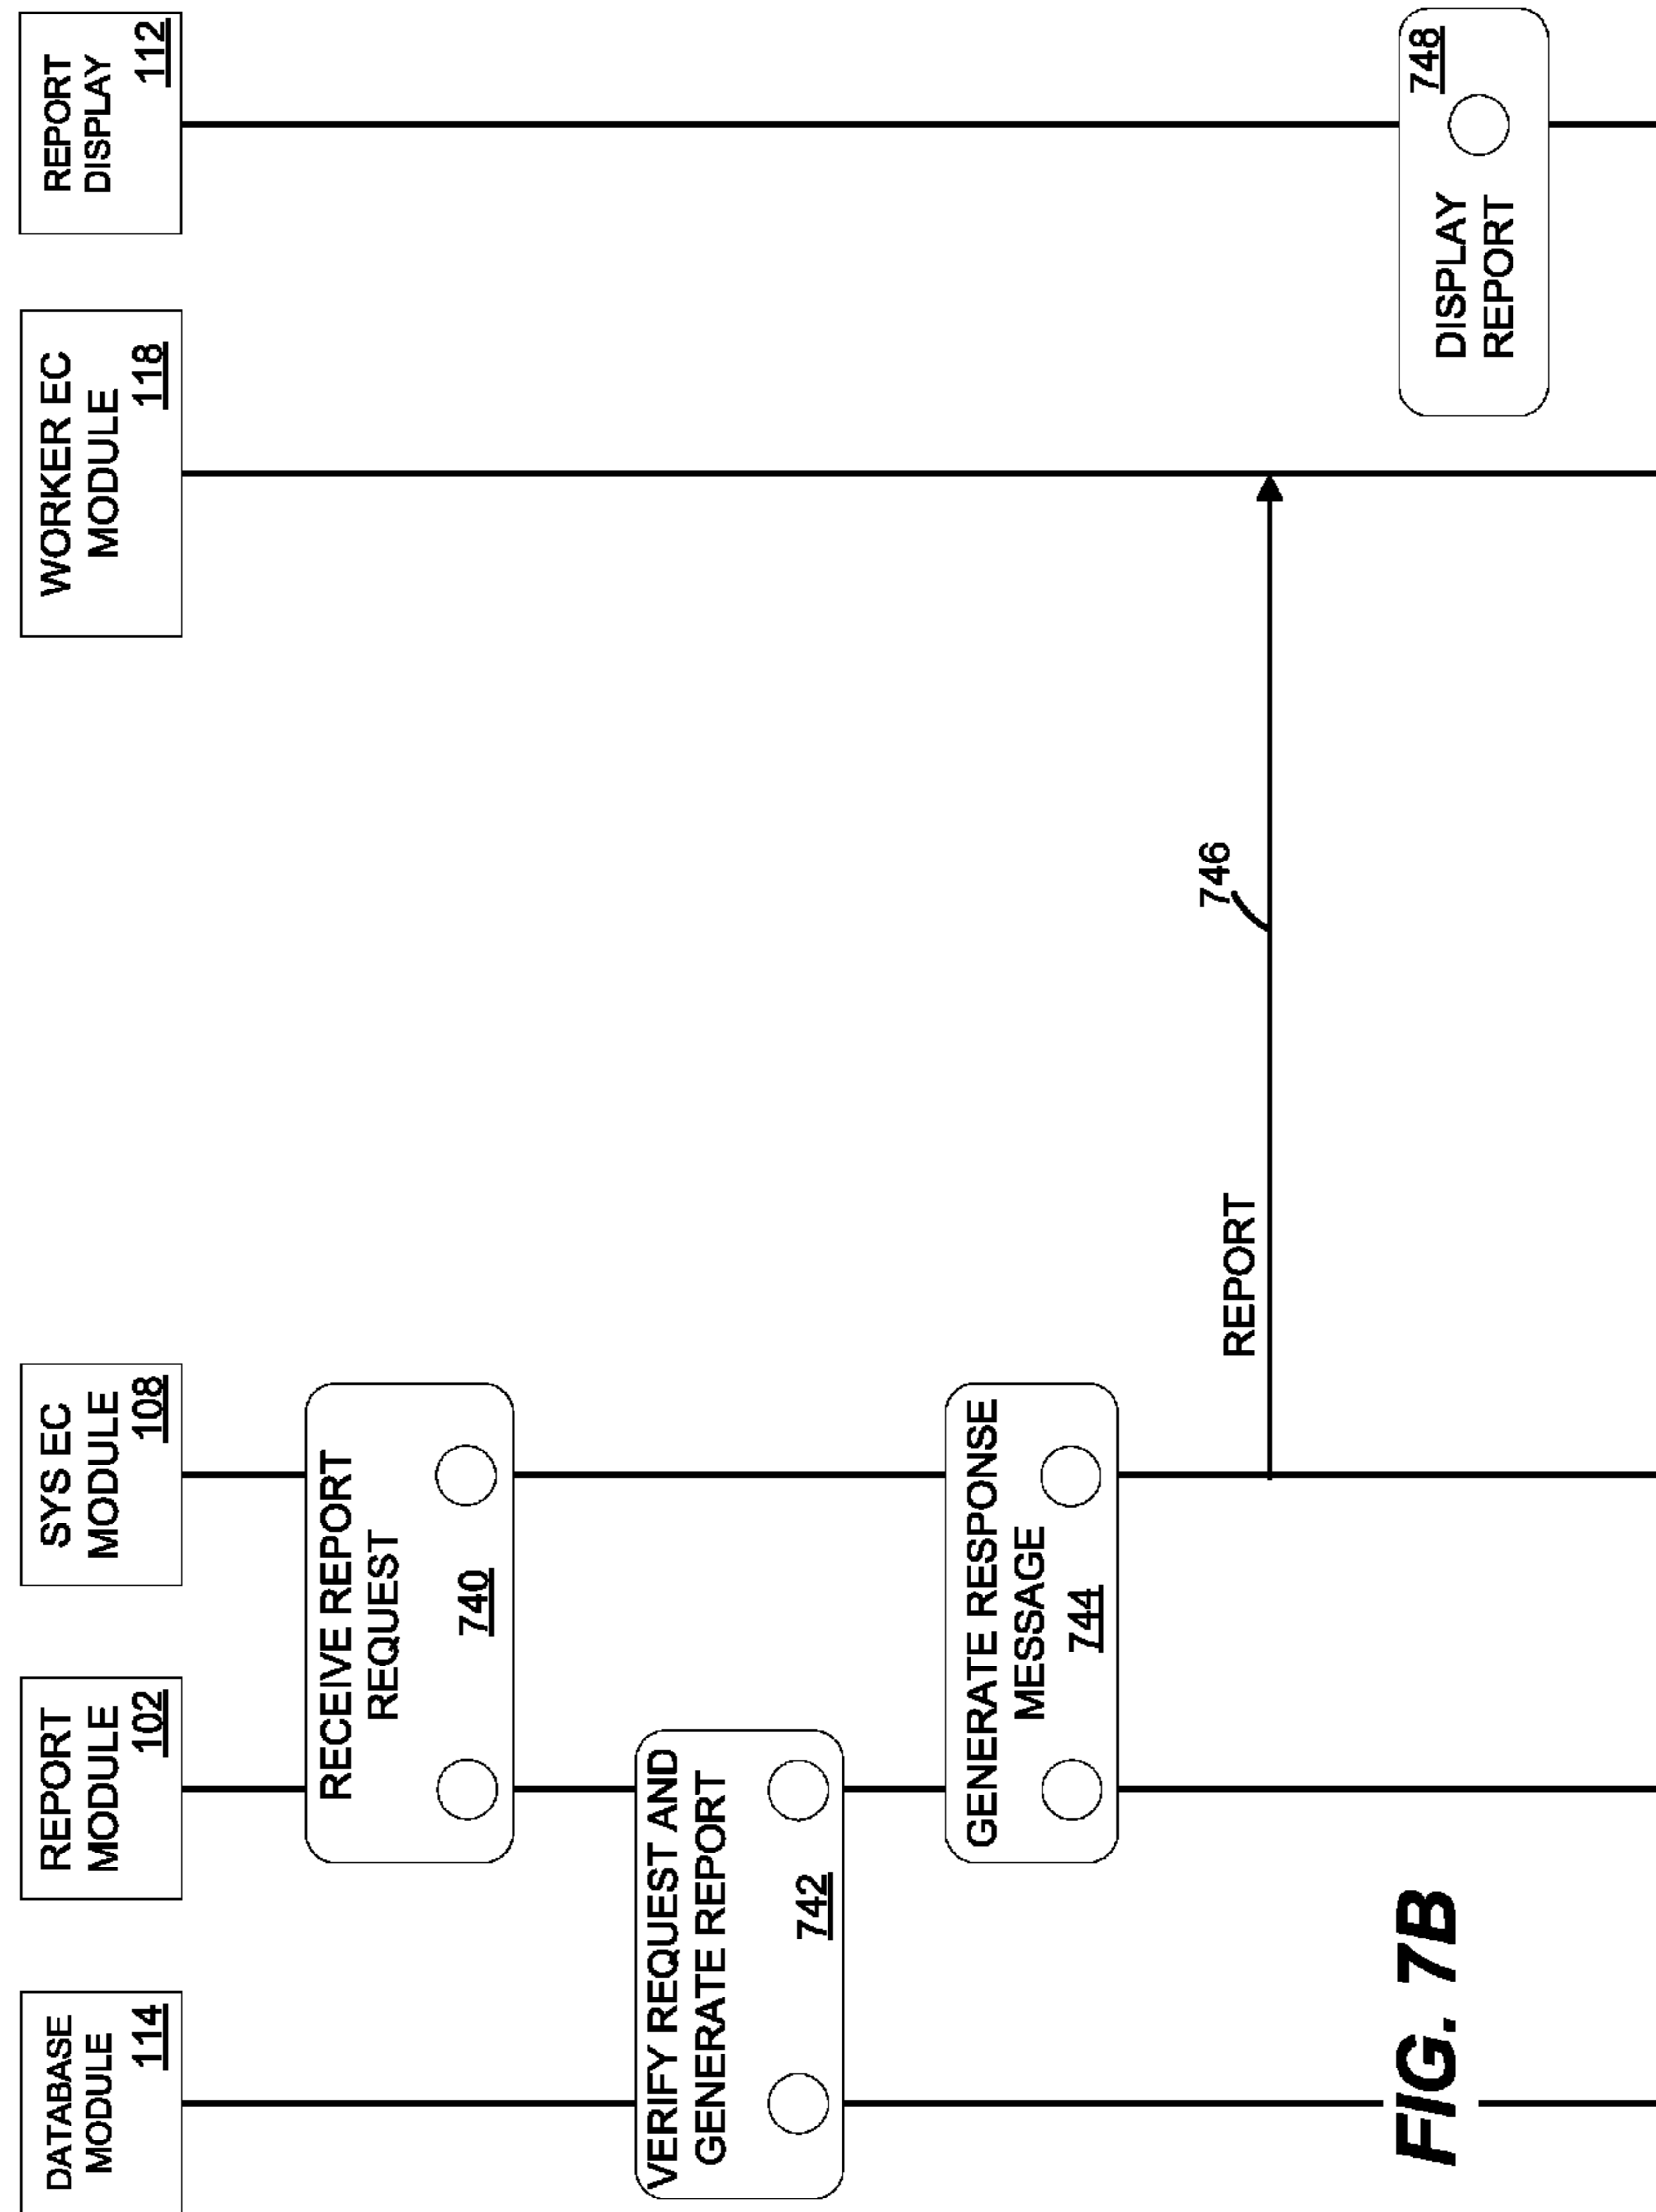 DATABASE
MODULE
114
REPORT
MODULE
102
SYS EC
MODULE
108
WORKER EC
MODULE
118
REPORT
DISPLAY
112
RECEIVE REPORT
REQUEST
740
VERIFY REQUEST AND
GENERATE REPORT
742
GENERATE RESPONSE
MESSAGE
744
REPORT
746
DISPLAY
REPORT
748
FIG. 7B